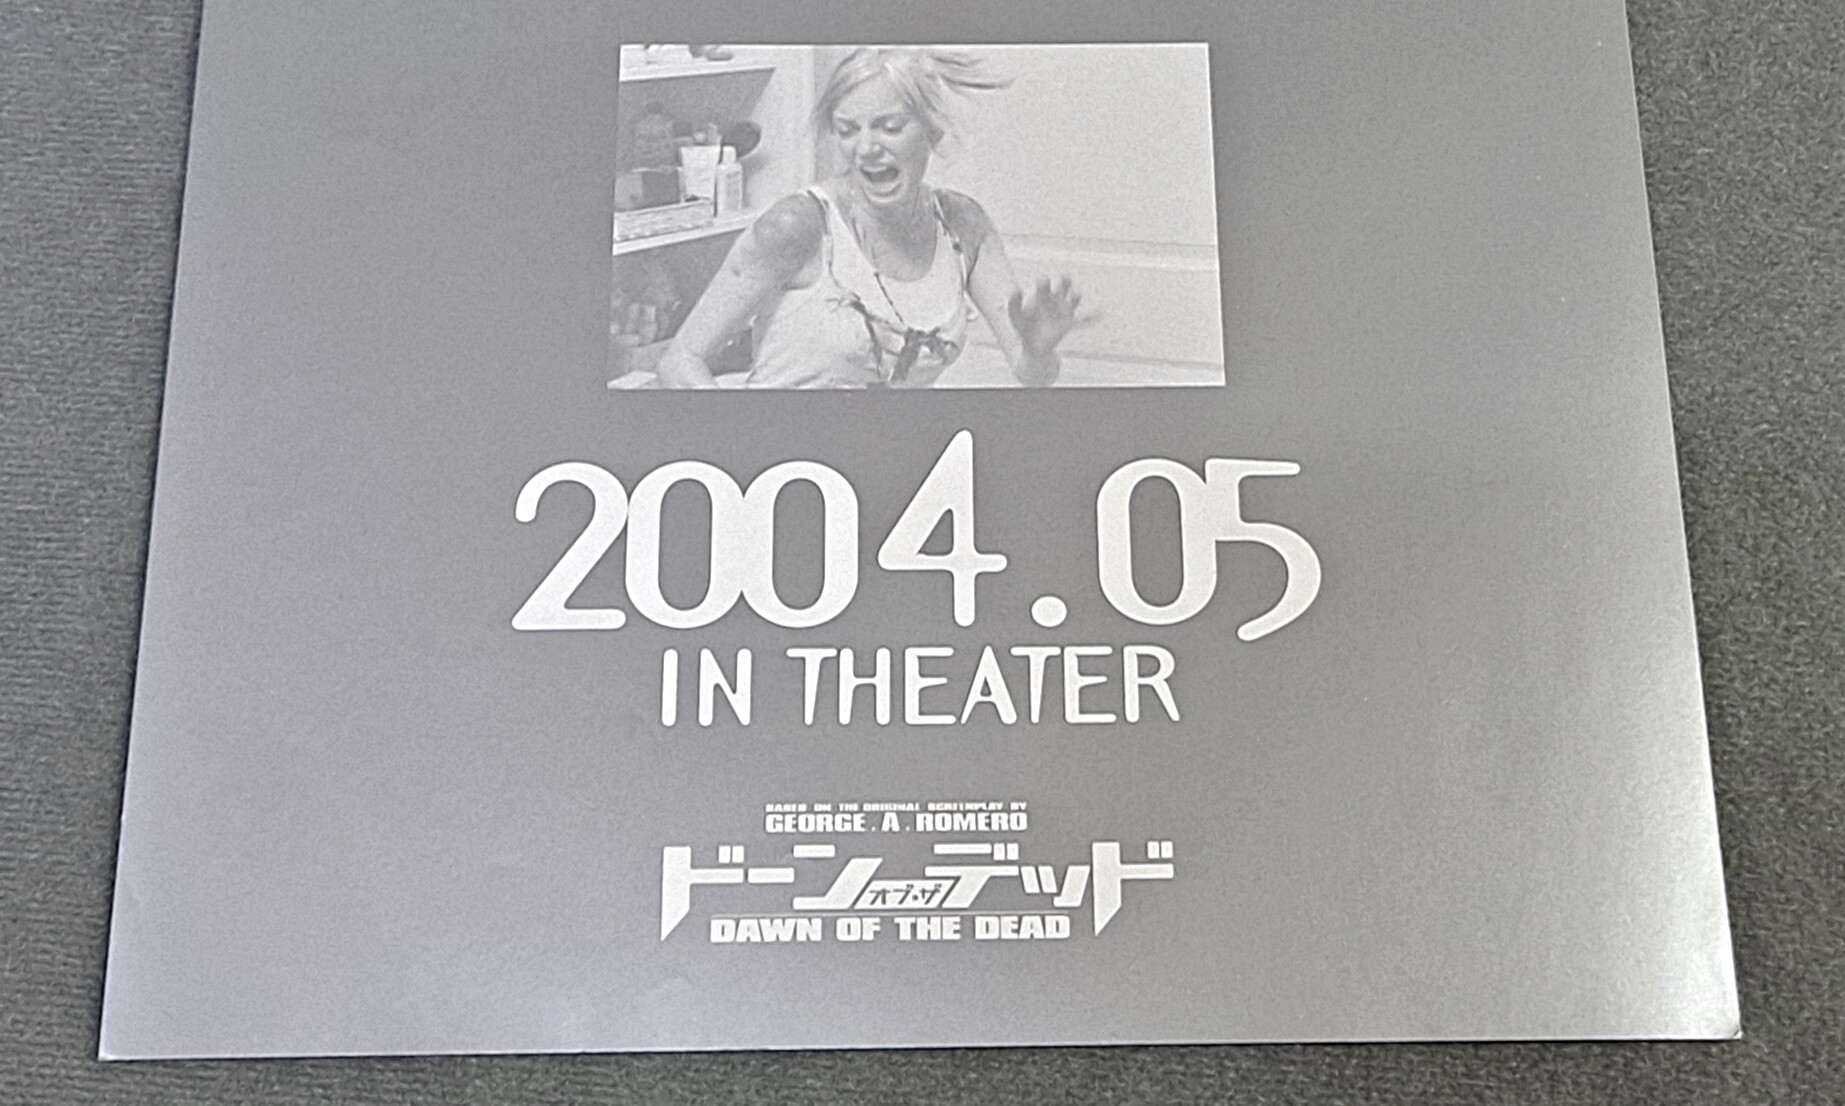 2004.05
IN THEATER
BASED ON THE ORIGINAL SCREENPLAY BY
GEORGE.A.ROMERO
ドーン・オブ・ザ・デッド
DAWN OF THE DEAD